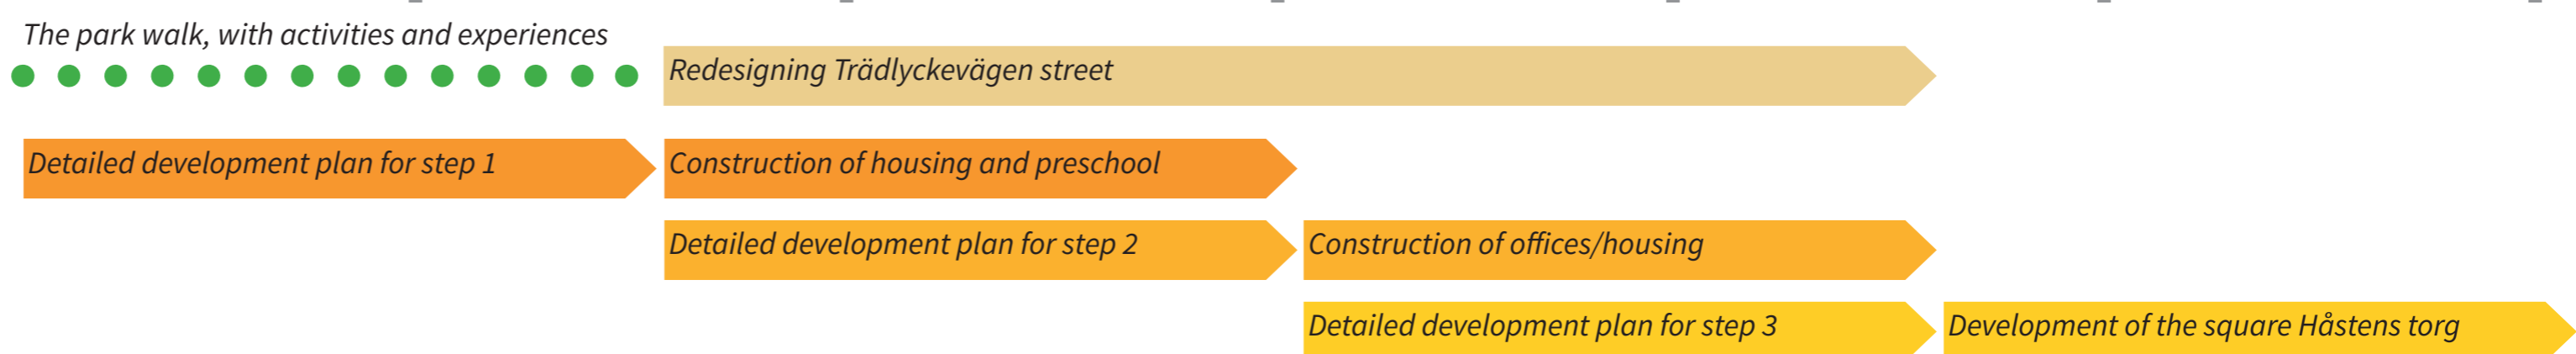 The park walk, with activities and experiences
Redesigning Trädlyckevägen street
Detailed development plan for step 1
Construction of housing and preschool
Detailed development plan for step 2
Construction of offices/housing
Detailed development plan for step 3
Development of the square Håstens torg